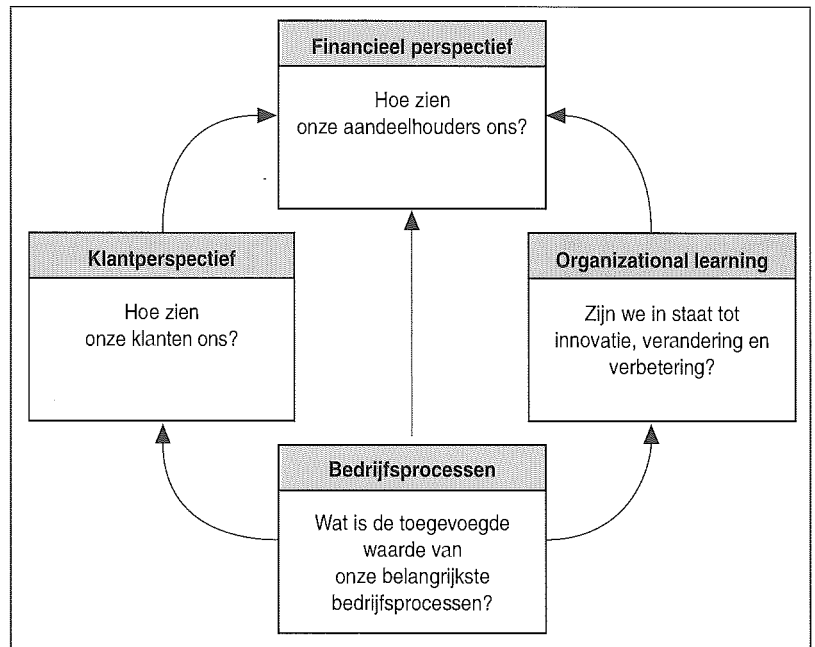 Financieel perspectief
Hoe zien
onze aandeelhouders ons?
Klantperspectief
Hoe zien
onze klanten ons?
Organizational learning
Zijn we in staat tot
innovatie, verandering en
verbetering?
Bedrijfsprocessen
Wat is de toegevoegde
waarde van
onze belangrijkste
bedrijfsprocessen?